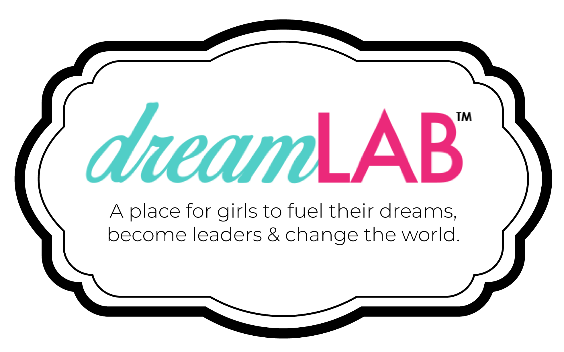 dreamLAB™
A place for girls to fuel their dreams,
become leaders & change the world.